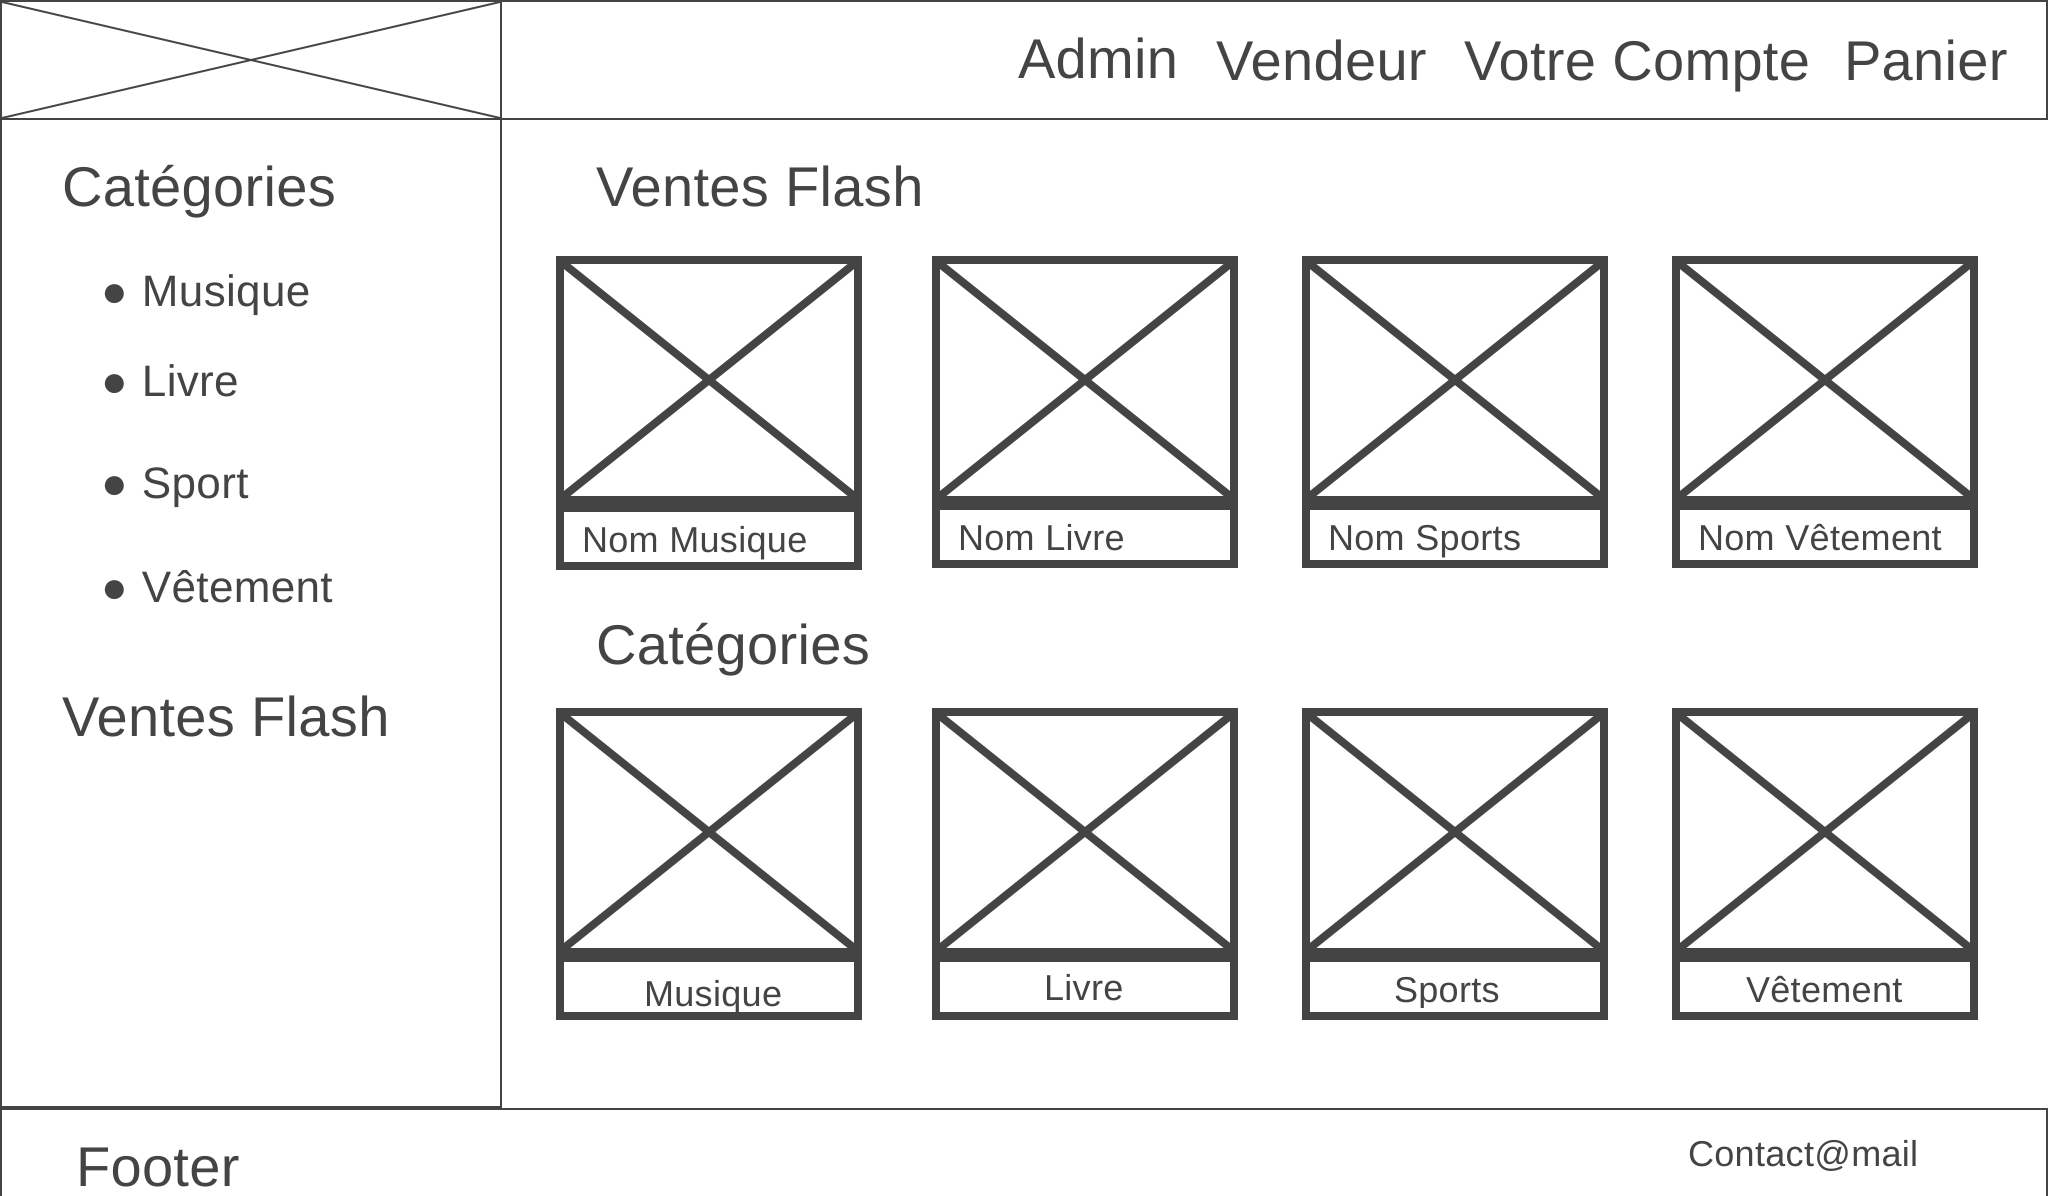 Admin Vendeur Votre Compte Panier
Catégories
● Musique
● Livre
● Sport
● Vêtement
Ventes Flash
Ventes Flash
Nom Musique Nom Livre Nom Sports Nom Vêtement
Catégories
Musique Livre Sports Vêtement
Footer Contact@mail